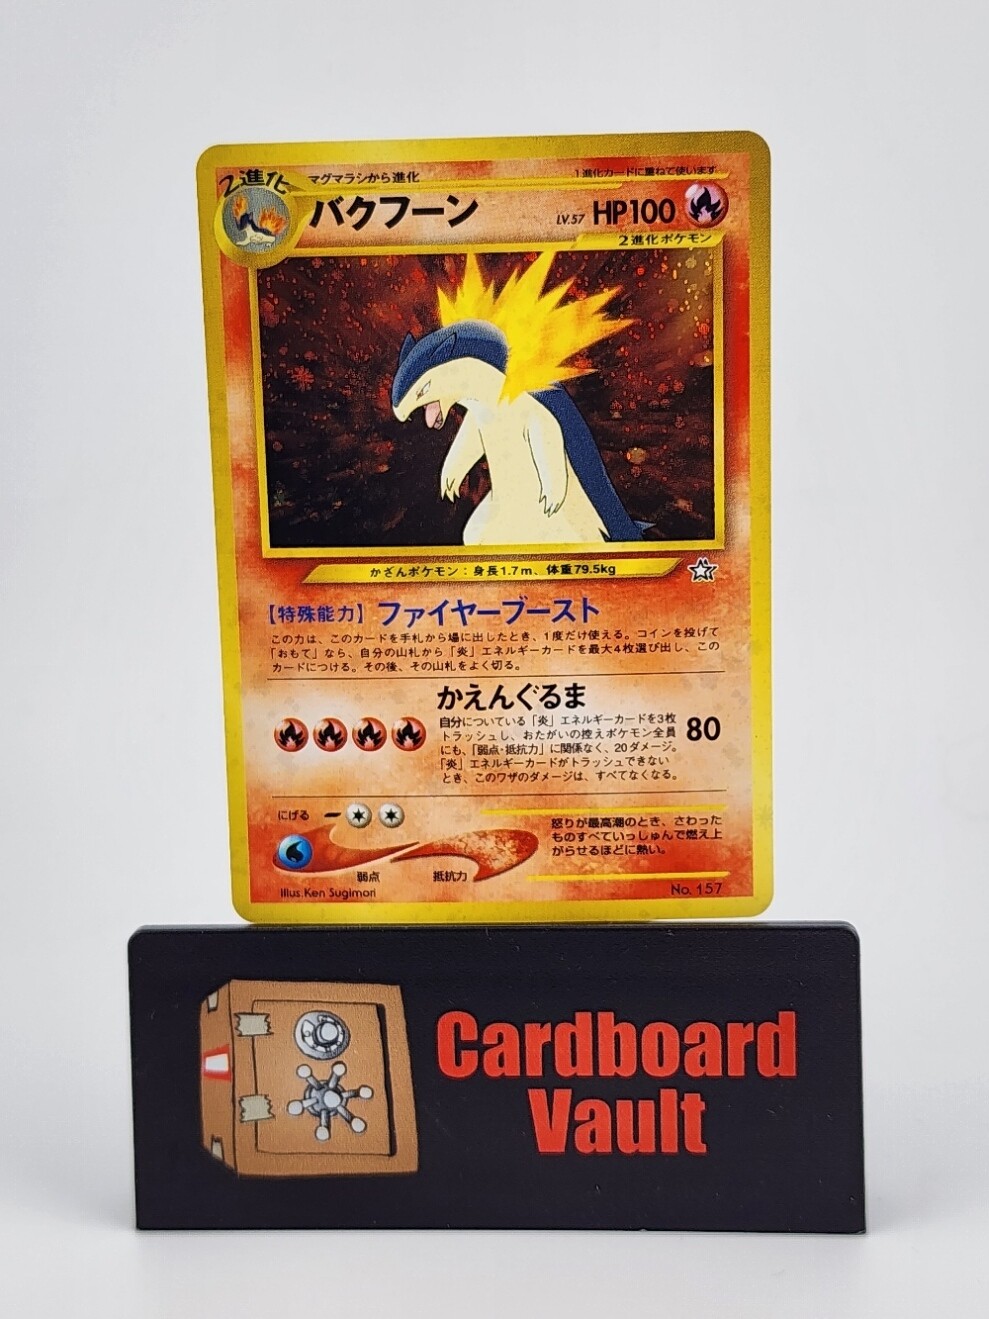 2進化
マグマラシから進化
1進化カードに重ねて使います
バクフーン
LV.57 HP100
2進化ポケモン
かざんポケモン：身長1.7m、体重79.5kg
【特殊能力】ファイヤーブースト
この力は、このカードを手札から場に出したとき、1度だけ使える。コインを投げて
「おもて」なら、自分の山札から「炎」エネルギーカードを最大4枚選び出し、この
カードにつける。その後、その山札をよく切る。
かえんぐるま
自分についている「炎」エネルギーカードを3枚
トラッシュし、おたがいの控えポケモン全員
にも、「弱点・抵抗力」に関係なく、20ダメージ。
「炎」エネルギーカードがトラッシュできない
とき、このワザのダメージは、すべてなくなる。
80
にげる
弱点
抵抗力
怒りが最高潮のとき、さわった
ものすべていっしゅんで燃え上
がらせるほどに熱い。
Illus.Ken Sugimori
No. 157
Cardboard
Vault